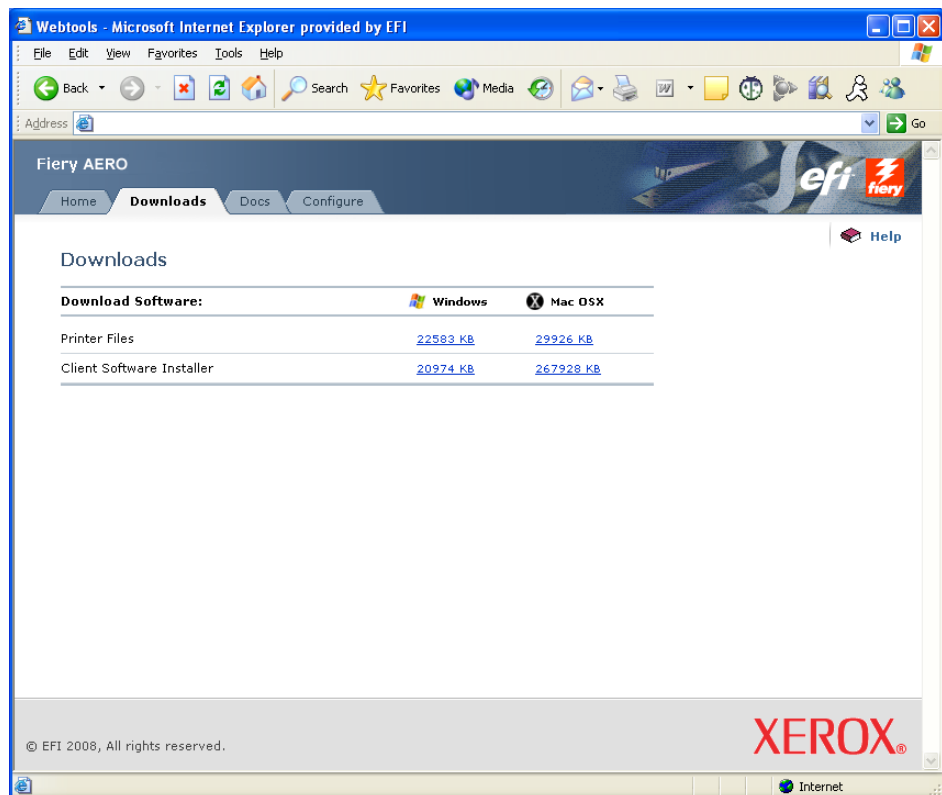 Webtools - Microsoft Internet Explorer provided by EFI
File Edit View Favorites Tools Help
Back Search Favorites Media W
Address Go
Fiery AERO
efi fiery
Home Downloads Docs Configure
Help
Downloads
Download Software: Windows X Mac OSX
Printer Files 22583 KB 29926 KB
Client Software Installer 20974 KB 267928 KB
© EFI 2008, All rights reserved.
XEROX®
Internet